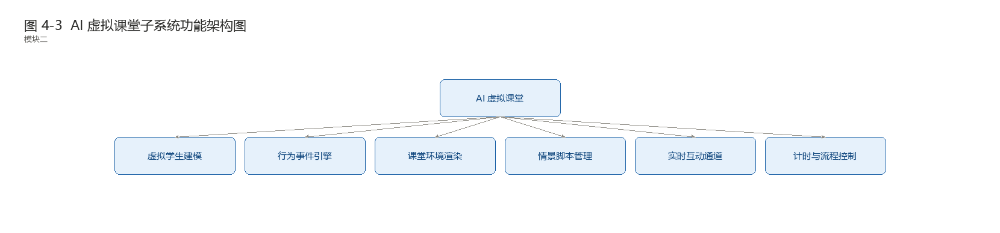 图 4-3 AI 虚拟课堂子系统功能架构图
模块二
AI 虚拟课堂
虚拟学生建模
行为事件引擎
课堂环境渲染
情景脚本管理
实时互动通道
计时与流程控制